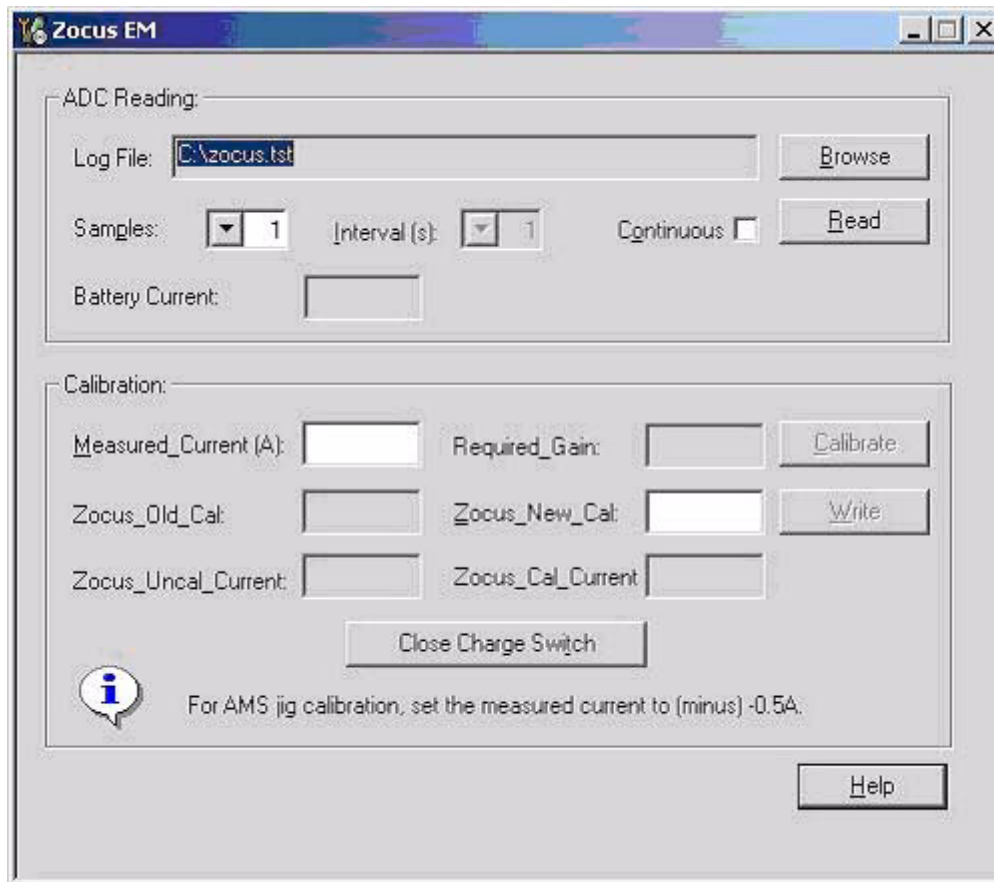 Zocus EM
ADC Reading:
Log File: C:\zocus.tst Browse
Samples: 1 Interval (s): 1 Continuous Read
Battery Current:
Calibration:
Measured_Current (A): Required_Gain: Calibrate
Zocus_Old_Cal: Zocus_New_Cal: Write
Zocus_Uncal_Current: Zocus_Cal_Current
Close Charge Switch
For AMS jig calibration, set the measured current to (minus) -0.5A.
Help